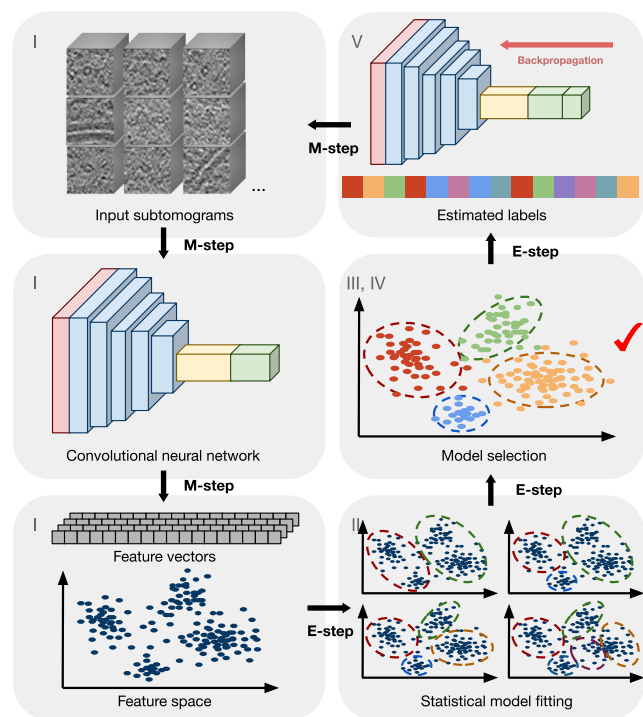 I
...
Input subtomograms
M-step
I
Convolutional neural network
M-step
I
Feature vectors
Feature space
E-step
II
Statistical model fitting
E-step
III, IV
Model selection
E-step
V
Backpropagation
Estimated labels
M-step